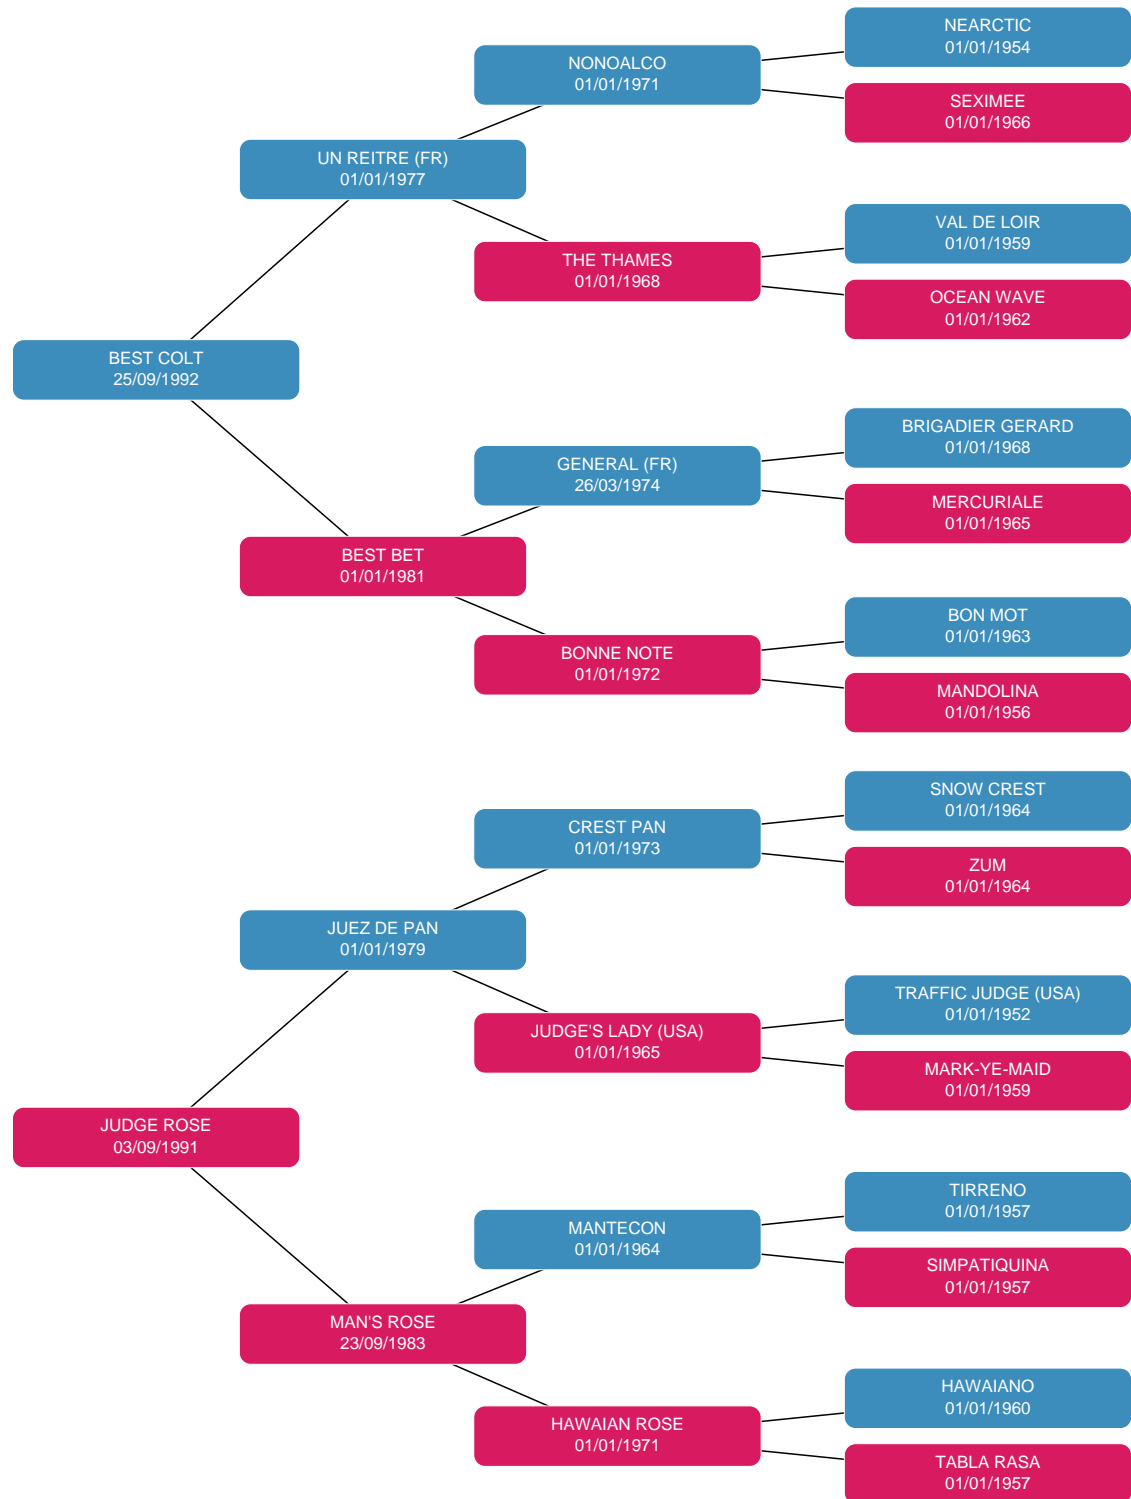 NEARCTIC
01/01/1954
NONOALCO
01/01/1971
SEXIMEE
01/01/1966
UN REITRE (FR)
01/01/1977
VAL DE LOIR
01/01/1959
THE THAMES
01/01/1968
OCEAN WAVE
01/01/1962
BEST COLT
25/09/1992
BRIGADIER GERARD
01/01/1968
GENERAL (FR)
26/03/1974
MERCURIALE
01/01/1965
BEST BET
01/01/1981
BON MOT
01/01/1963
BONNE NOTE
01/01/1972
MANDOLINA
01/01/1956
SNOW CREST
01/01/1964
CREST PAN
01/01/1973
ZUM
01/01/1964
JUEZ DE PAN
01/01/1979
TRAFFIC JUDGE (USA)
01/01/1952
JUDGE'S LADY (USA)
01/01/1965
MARK-YE-MAID
01/01/1959
JUDGE ROSE
03/09/1991
TIRRENO
01/01/1957
MANTECON
01/01/1964
SIMPATIQUINA
01/01/1957
MAN'S ROSE
23/09/1983
HAWAIANO
01/01/1960
HAWAIAN ROSE
01/01/1971
TABLA RASA
01/01/1957